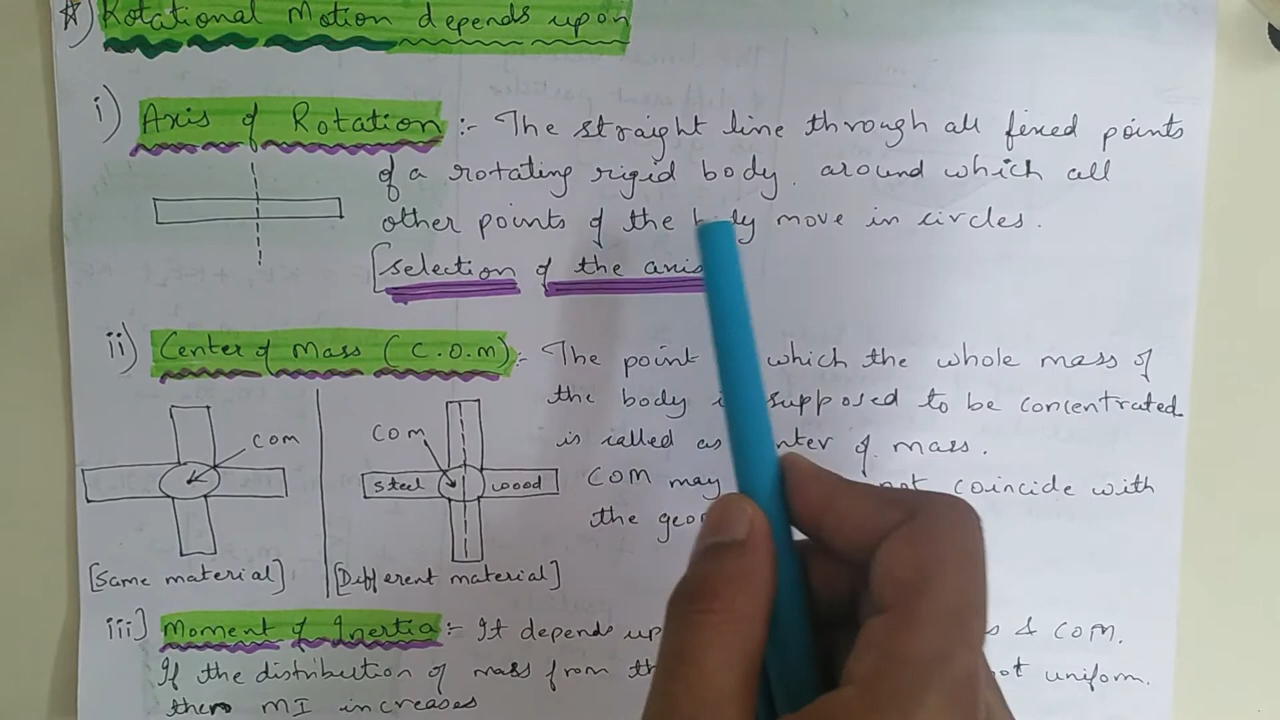 ☆) Rotational Motion depends upon
i) Axis of Rotation :- The straight line through all fixed points
of a rotating rigid body. around which all
other points of the body move in circles.
[selection of the axis
ii) Center of Mass (C.O.M) :- The point which the whole mass of
the body supposed to be concentrated
is called as of mass.
COM may not coincide with
the
COM
[Same material]
COM
steel wood
[Different material]
iii] Moment of Inertia :- It depends & COM.
If the distribution of mass from uniform.
then MI increases